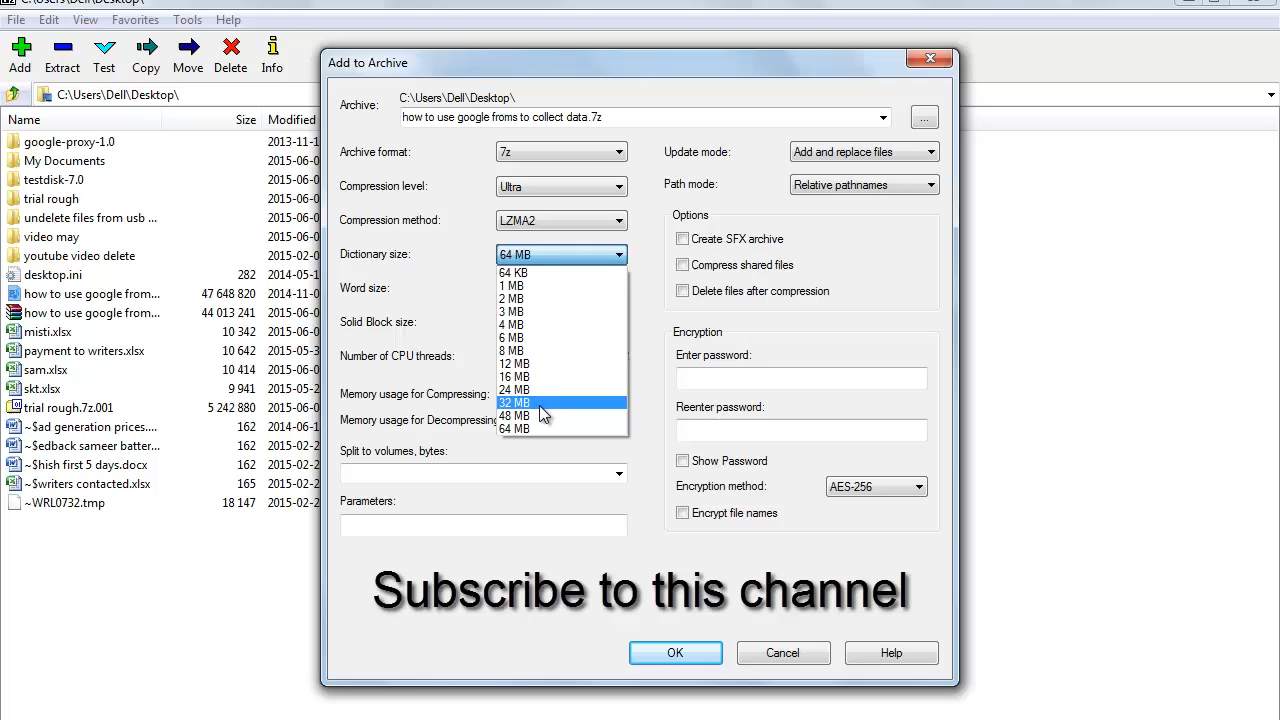 C:\Users\Dell\Desktop\
File Edit View Favorites Tools Help
Add Extract Test Copy Move Delete Info
C:\Users\Dell\Desktop\
Name Size Modified
google-proxy-1.0 2013-11-1
My Documents 2015-06-0
testdisk-7.0 2015-06-0
trial rough 2015-06-0
undelete files from usb ... 2015-06-0
video may 2015-06-0
youtube video delete 2015-02-0
desktop.ini 282 2014-05-1
how to use google from... 47 648 820 2014-11-0
how to use google from... 44 013 241 2015-06-0
misti.xlsx 10 342 2015-06-0
payment to writers.xlsx 10 642 2015-05-3
sam.xlsx 10 414 2015-06-0
skt.xlsx 9 941 2015-05-2
trial rough.7z.001 5 242 880 2015-06-0
~$ad generation prices.... 162 2014-06-1
~$edback sameer batter... 162 2015-02-0
~$hish first 5 days.docx 162 2015-02-2
~$writers contacted.xlsx 165 2015-02-2
~WRL0732.tmp 18 147 2015-02-2
Add to Archive
Archive:
C:\Users\Dell\Desktop\
how to use google froms to collect data.7z
...
Archive format: 7z
Compression level: Ultra
Compression method: LZMA2
Dictionary size: 64 MB
64 KB
1 MB
2 MB
3 MB
4 MB
6 MB
8 MB
12 MB
16 MB
24 MB
32 MB
48 MB
64 MB
Word size:
Solid Block size:
Number of CPU threads:
Memory usage for Compressing:
Memory usage for Decompressing
Split to volumes, bytes:
Parameters:
Update mode: Add and replace files
Path mode: Relative pathnames
Options
Create SFX archive
Compress shared files
Delete files after compression
Encryption
Enter password:
Reenter password:
Show Password
Encryption method: AES-256
Encrypt file names
Subscribe to this channel
OK Cancel Help